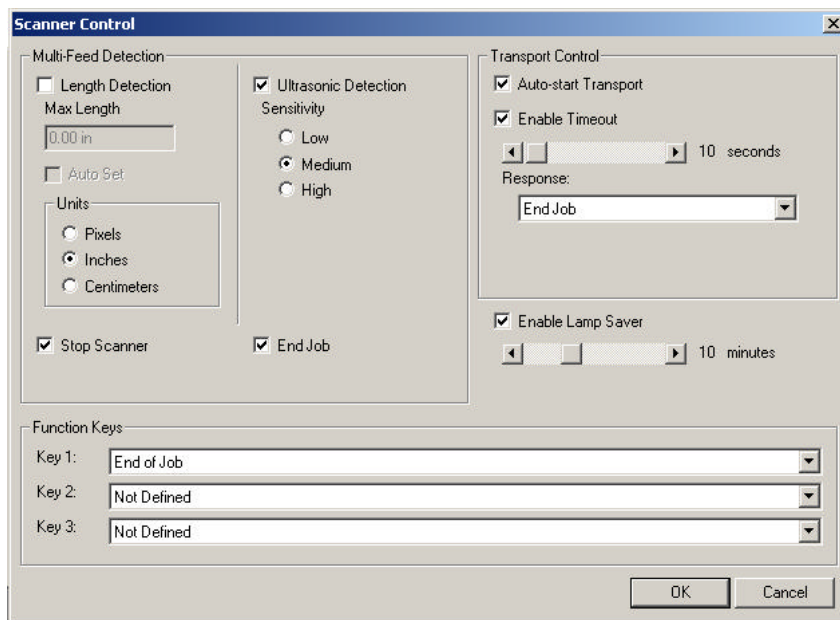 Scanner Control
Multi-Feed Detection
Length Detection
Max Length
0.00 in
Auto Set
Units
Pixels
Inches
Centimeters
Stop Scanner
Ultrasonic Detection
Sensitivity
Low
Medium
High
End Job
Transport Control
Auto-start Transport
Enable Timeout
10 seconds
Response:
End Job
Enable Lamp Saver
10 minutes
Function Keys
Key 1: End of Job
Key 2: Not Defined
Key 3: Not Defined
OK Cancel